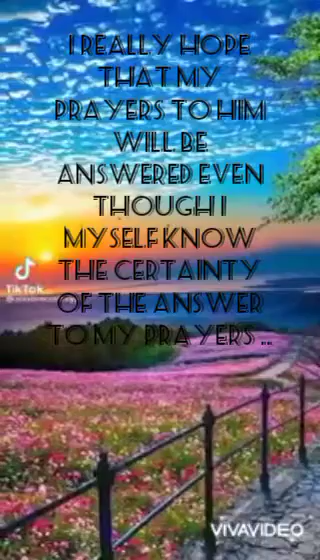 I REALLY HOPE
THAT MY
PRAYERS TO HIM
WILL BE
ANSWERED EVEN
THOUGH I
MYSELF KNOW
THE CERTAINTY
OF THE ANSWER
TO MY PRAYERS ...
TikTok
VIVAVIDEO